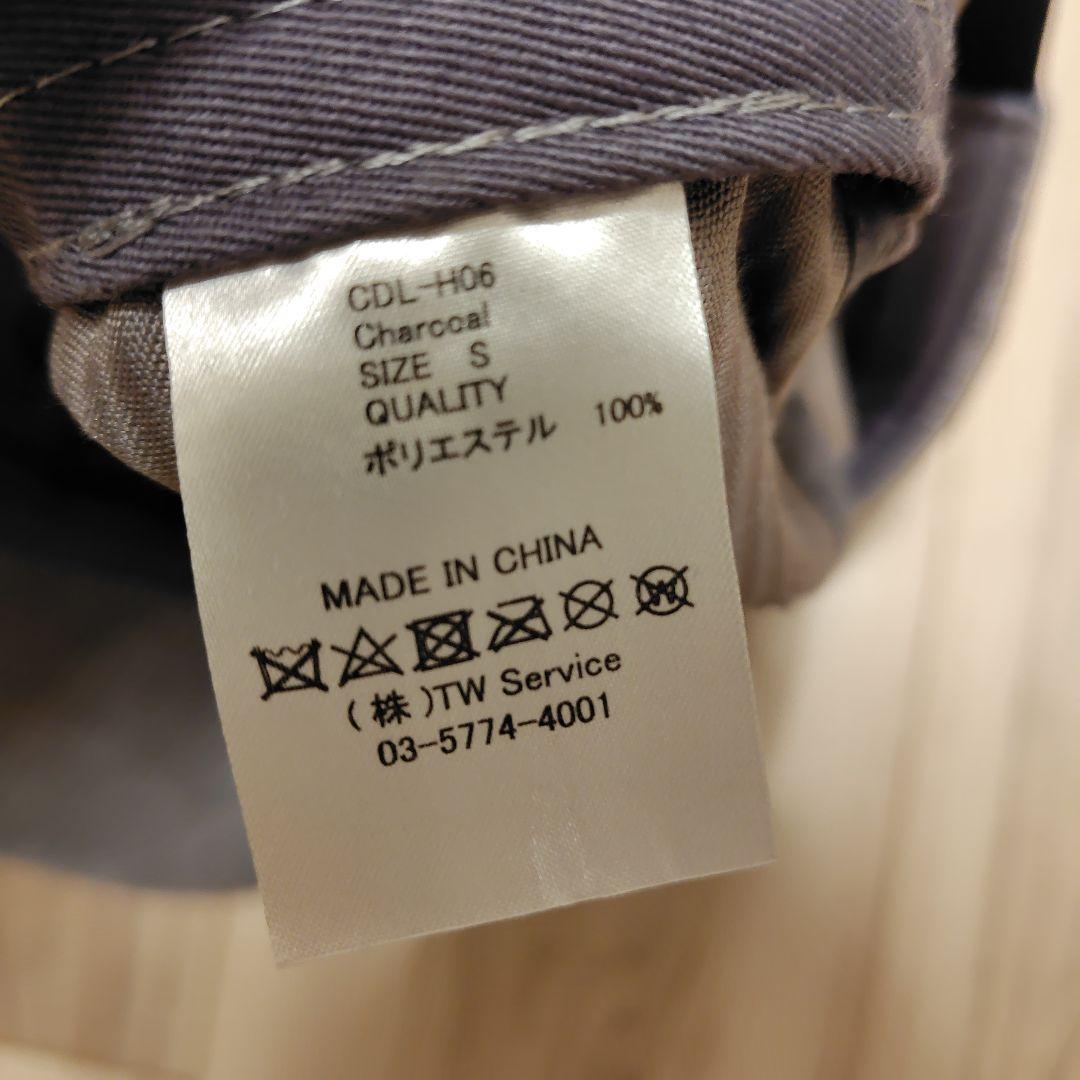 CDL-H06
Charcoal
SIZE S
QUALITY
ポリエステル 100%
MADE IN CHINA
W
(株)TW Service
03-5774-4001